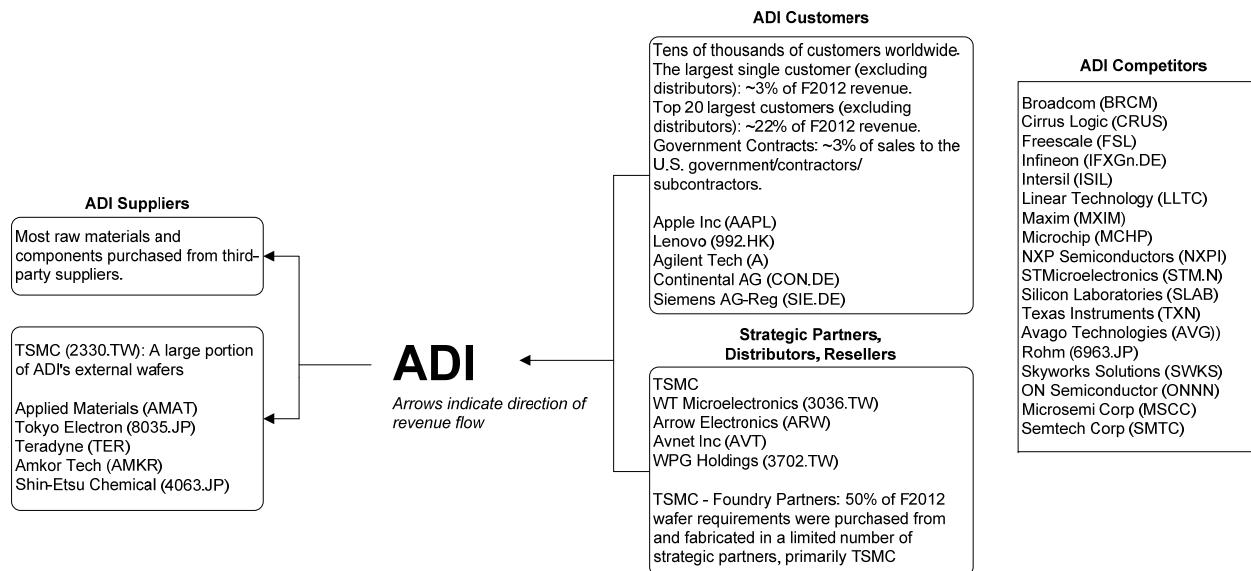 ADI Customers
Tens of thousands of customers worldwide.
The largest single customer (excluding
distributors): ~3% of F2012 revenue.
Top 20 largest customers (excluding
distributors): ~22% of F2012 revenue.
Government Contracts: ~3% of sales to the
U.S. government/contractors/
subcontractors.
Apple Inc (AAPL)
Lenovo (992.HK)
Agilent Tech (A)
Continental AG (CON.DE)
Siemens AG-Reg (SIE.DE)
ADI Competitors
Broadcom (BRCM)
Cirrus Logic (CRUS)
Freescale (FSL)
Infineon (IFXGn.DE)
Intersil (ISIL)
Linear Technology (LLTC)
Maxim (MXIM)
Microchip (MCHP)
NXP Semiconductors (NXPI)
STMicroelectronics (STM.N)
Silicon Laboratories (SLAB)
Texas Instruments (TXN)
Avago Technologies (AVG))
Rohm (6963.JP)
Skyworks Solutions (SWKS)
ON Semiconductor (ONNN)
Microsemi Corp (MSCC)
Semtech Corp (SMTC)
ADI Suppliers
Most raw materials and
components purchased from third-
party suppliers.
TSMC (2330.TW): A large portion
of ADI's external wafers
Applied Materials (AMAT)
Tokyo Electron (8035.JP)
Teradyne (TER)
Amkor Tech (AMKR)
Shin-Etsu Chemical (4063.JP)
ADI
Arrows indicate direction of
revenue flow
Strategic Partners,
Distributors, Resellers
TSMC
WT Microelectronics (3036.TW)
Arrow Electronics (ARW)
Avnet Inc (AVT)
WPG Holdings (3702.TW)
TSMC - Foundry Partners: 50% of F2012
wafer requirements were purchased from
and fabricated in a limited number of
strategic partners, primarily TSMC